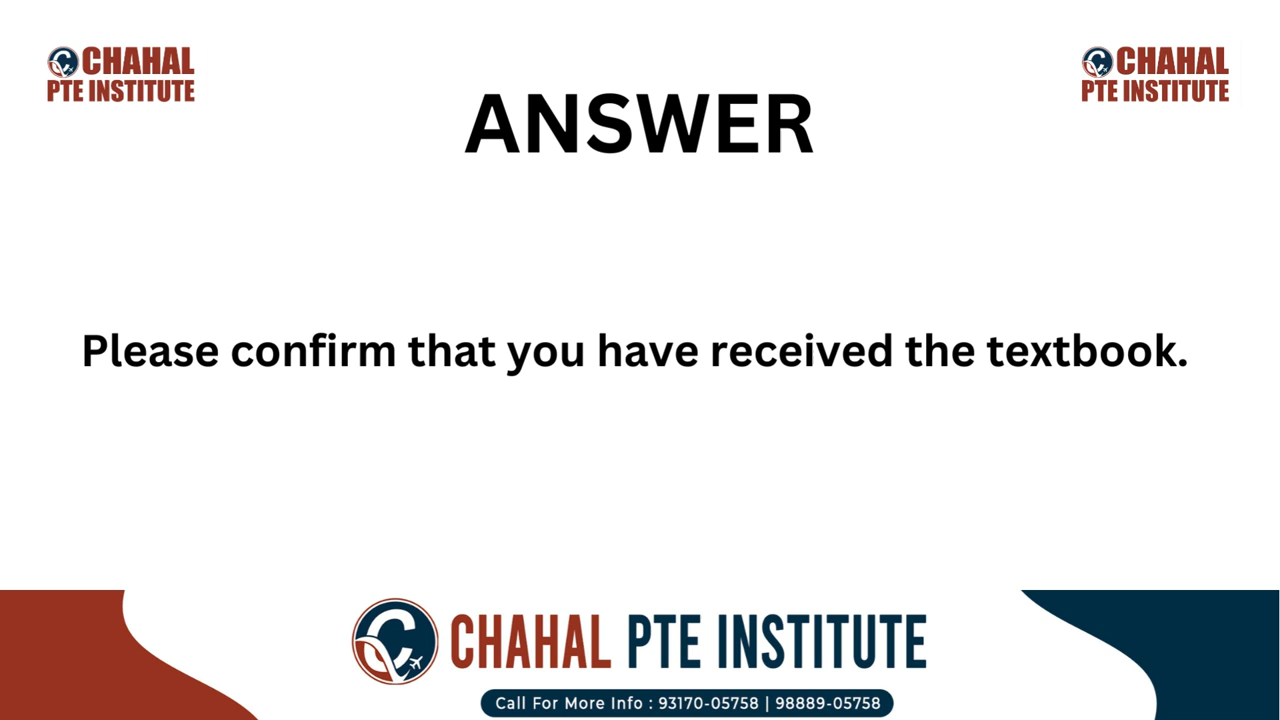 CHAHAL
PTE INSTITUTE
CHAHAL
PTE INSTITUTE
ANSWER
Please confirm that you have received the textbook.
CHAHAL PTE INSTITUTE
Call For More Info : 93170-05758 | 98889-05758